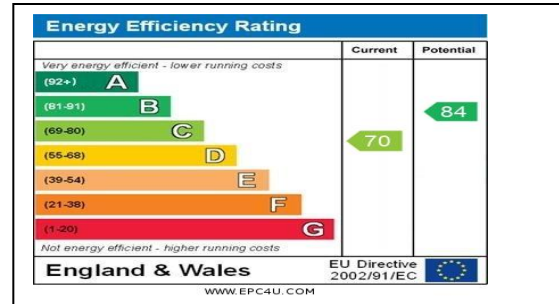 Energy Efficiency Rating
Current Potential
Very energy efficient - lower running costs
(92+) A
(81-91) B
84
(69-80) C
70
(55-68) D
(39-54) E
(21-38) F
(1-20) G
Not energy efficient - higher running costs
England & Wales
EU Directive
2002/91/EC
WWW.EPC4U.COM